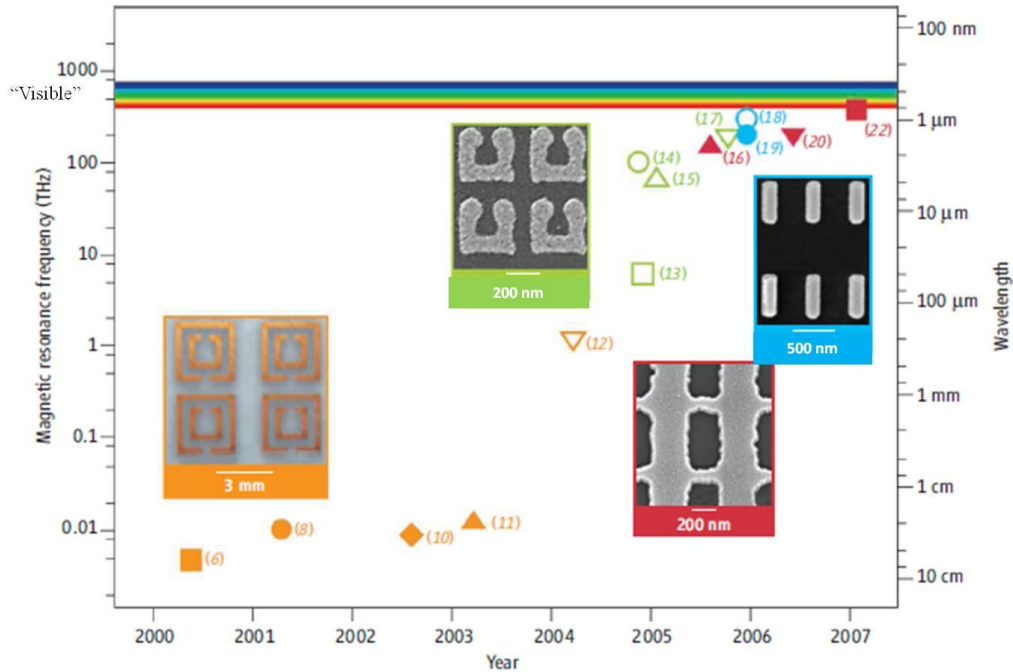 1000
“Visible”
100
10
1
0.1
0.01
Magnetic resonance frequency (THz)
100 nm
1 μm
10 μm
100 μm
1 mm
1 cm
10 cm
Wavelength
(17)
(18)
(16)
(19)
(20)
(22)
(14)
(15)
(13)
(12)
(11)
(10)
(8)
(6)
200 nm
500 nm
3 mm
200 nm
2000
2001
2002
2003
2004
2005
2006
2007
Year